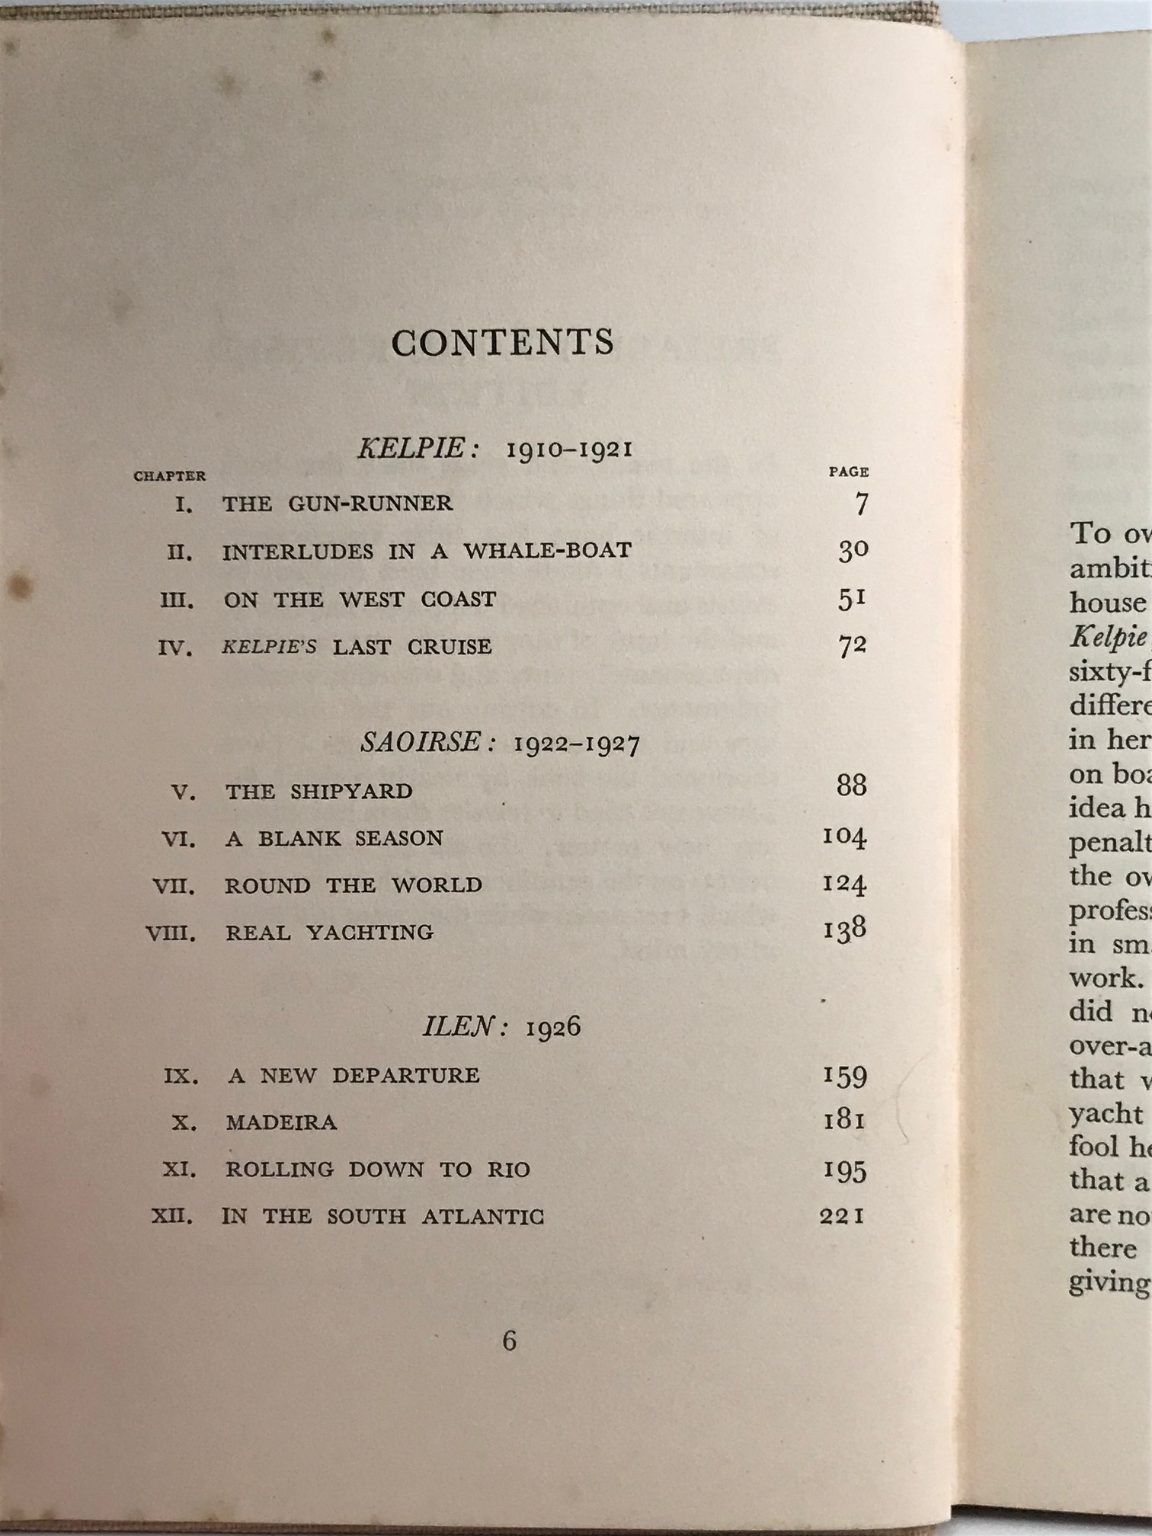 CONTENTS
KELPIE: 1910–1921
CHAPTER PAGE
I. THE GUN-RUNNER 7
II. INTERLUDES IN A WHALE-BOAT 30
III. ON THE WEST COAST 51
IV. KELPIE'S LAST CRUISE 72
SAOIRSE: 1922–1927
V. THE SHIPYARD 88
VI. A BLANK SEASON 104
VII. ROUND THE WORLD 124
VIII. REAL YACHTING 138
ILEN: 1926
IX. A NEW DEPARTURE 159
X. MADEIRA 181
XI. ROLLING DOWN TO RIO 195
XII. IN THE SOUTH ATLANTIC 221
6
To ow
ambit
house
Kelpie
sixty-f
differe
in her
on boa
idea h
penalt
the ow
profess
in sm
work.
did n
over-a
that w
yacht
fool he
that a
are no
there
giving